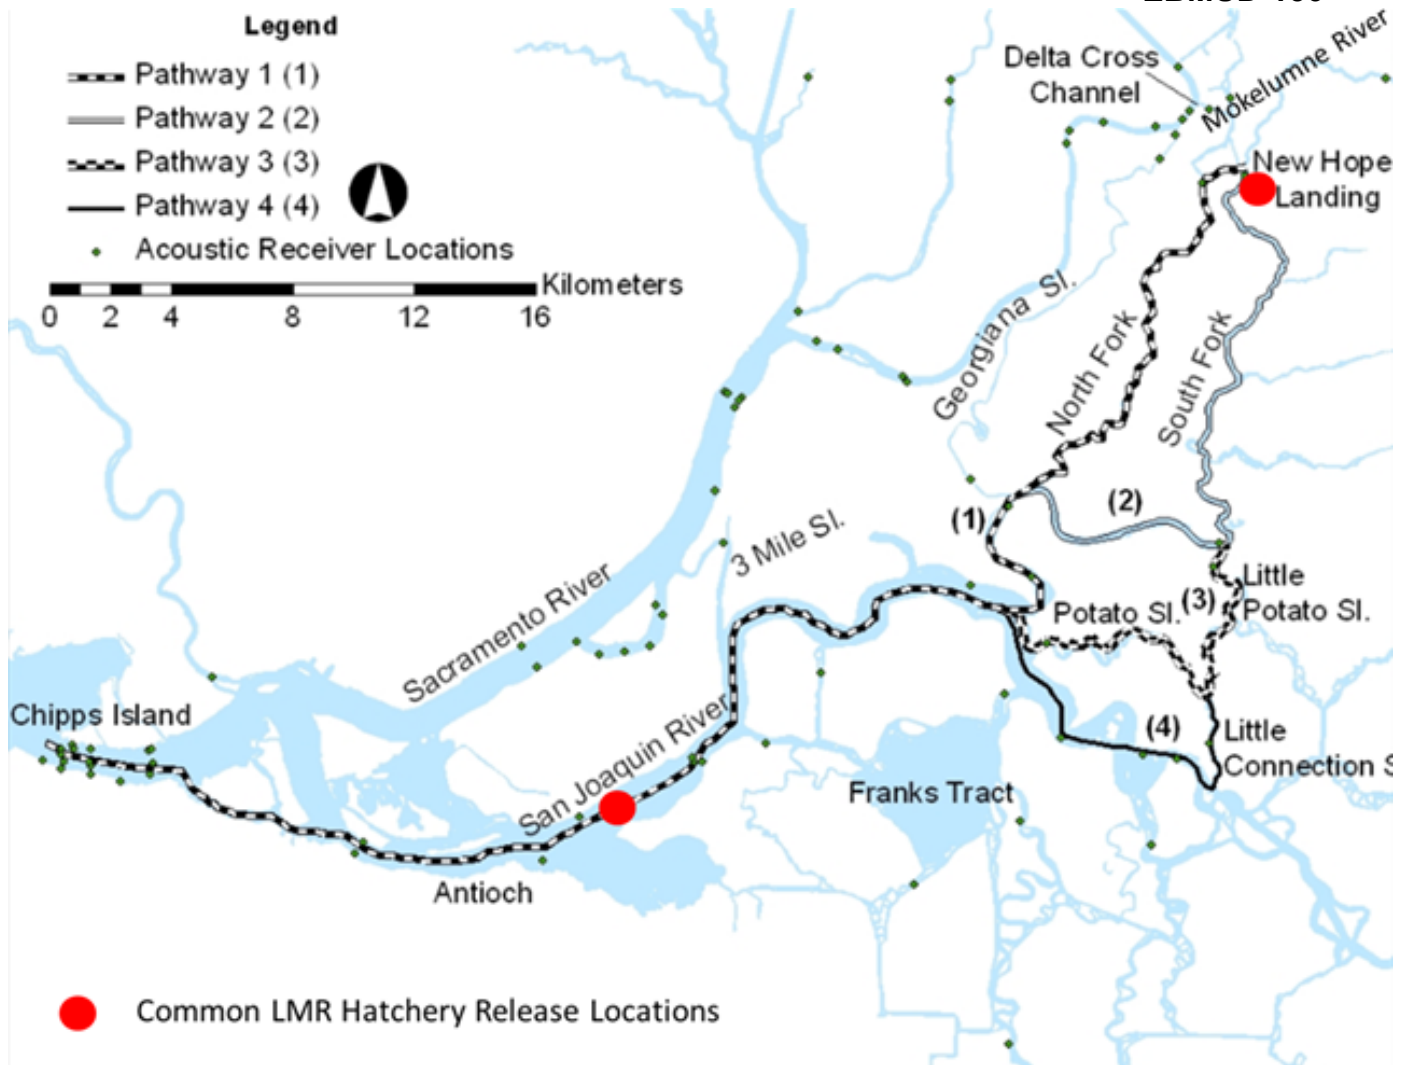 Legend
Pathway 1 (1)
Pathway 2 (2)
Pathway 3 (3)
Pathway 4 (4)
Acoustic Receiver Locations
Kilometers
0 2 4 8 12 16
Delta Cross
Channel
Mokelumne River
New Hope
Landing
Georgiana Sl.
North Fork
South Fork
(1)
(2)
3 Mile Sl.
Sacramento River
Little
Potato Sl.
(3)
Potato Sl.
Chipps Island
San Joaquin River
(4)
Little
Connection S
Franks Tract
Antioch
Common LMR Hatchery Release Locations